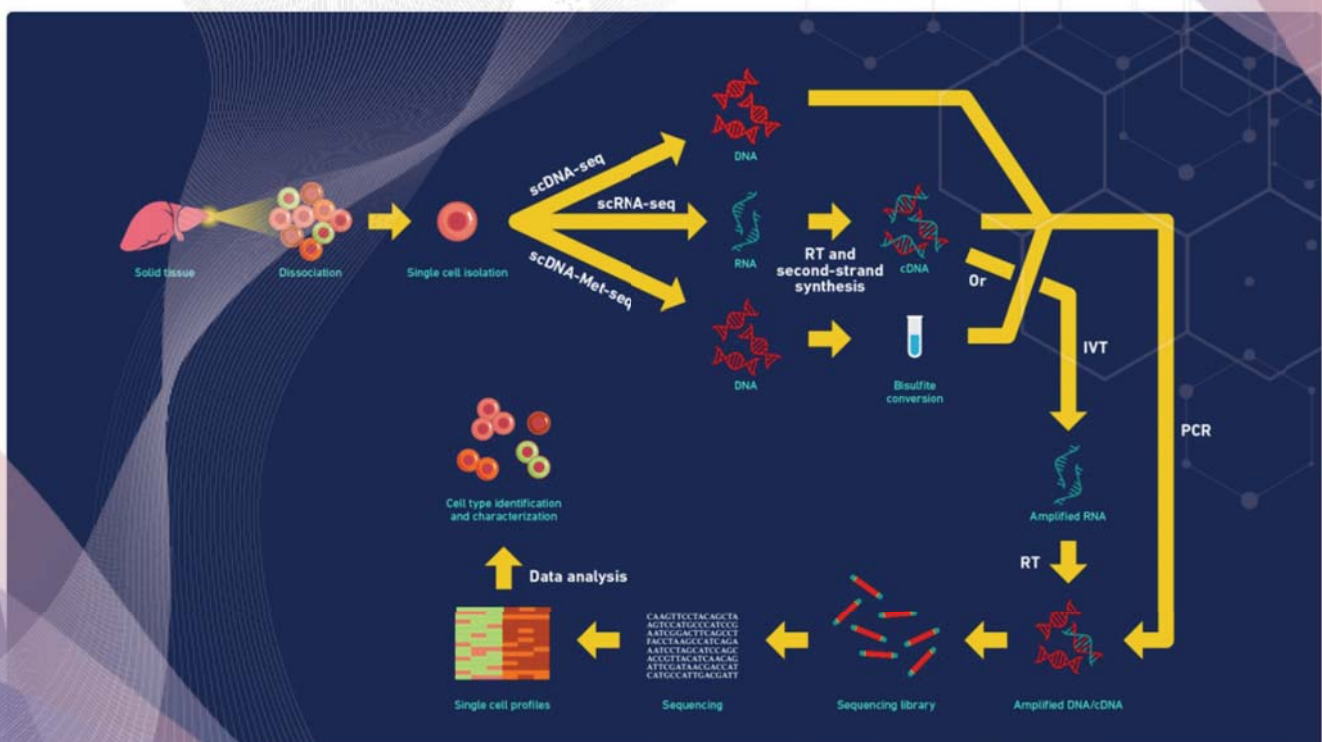 DNA
scDNA-seq
scRNA-seq
scDNA-Met-seq
Solid tissue
Dissociation
Single cell isolation
RNA
RT and
second-strand
synthesis
cDNA
Or
DNA
Bisulfite
conversion
IVT
PCR
Cell type identification
and characterization
Amplified RNA
RT
Data analysis
CAAGTTCCTACAGCTA
AGTCCATGCCCATCCG
AATCGGACTTCAGCCT
FACCTAAGCCATCAGA
AATCCTAGCATCCAGC
ACCGTTACATCAACAG
ATTCGATAACGACCAT
CATGCCATTGACGATT
Single cell profiles
Sequencing
Sequencing library
Amplified DNA/cDNA